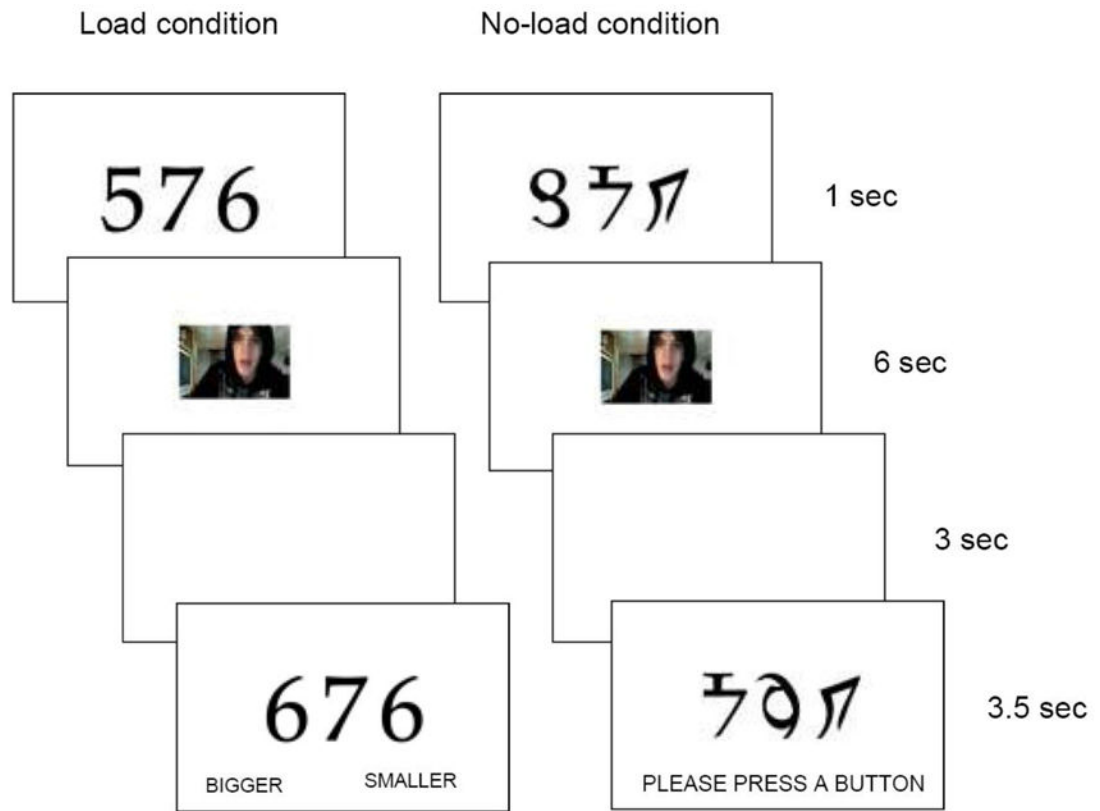 Load condition
No-load condition
576
1 sec
6 sec
3 sec
676
BIGGER SMALLER
PLEASE PRESS A BUTTON
3.5 sec